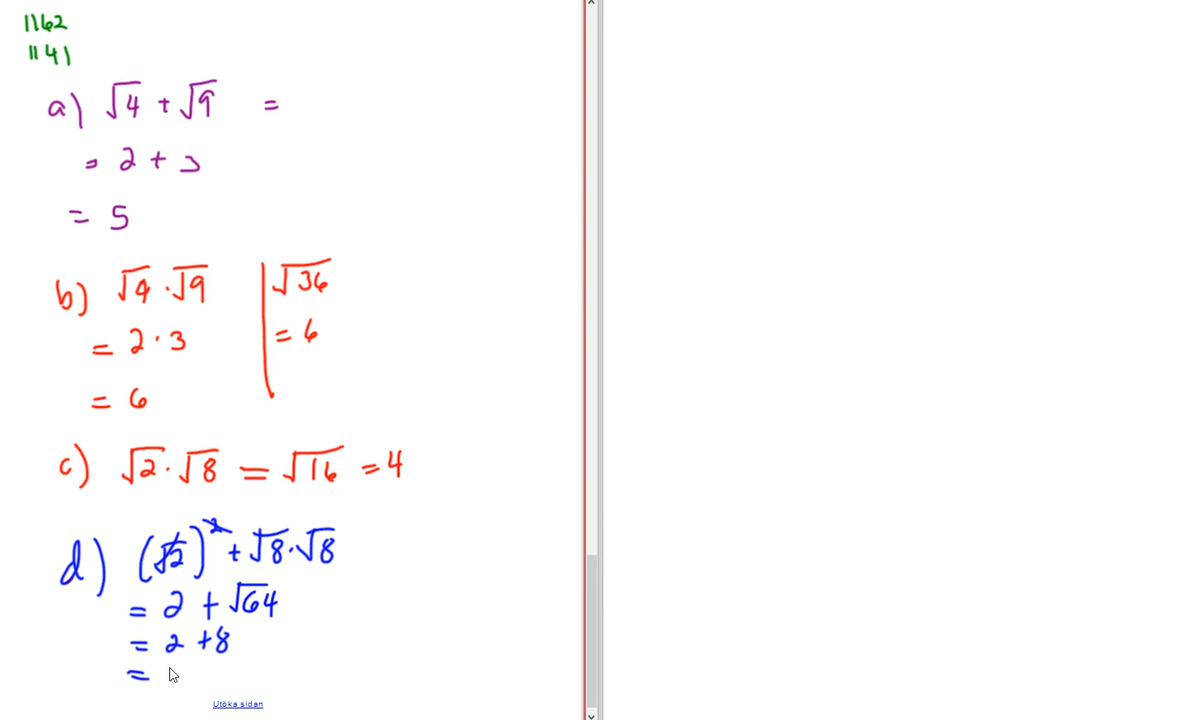 1162
1141
a) √4 + √9 =
= 2 + 3
= 5
b) √4 · √9 | √36
= 2 · 3 | = 6
= 6
c) √2 · √8 = √16 = 4
d) (√2)² + √8 · √8
= 2 + √64
= 2 + 8
=
Utöka sidan